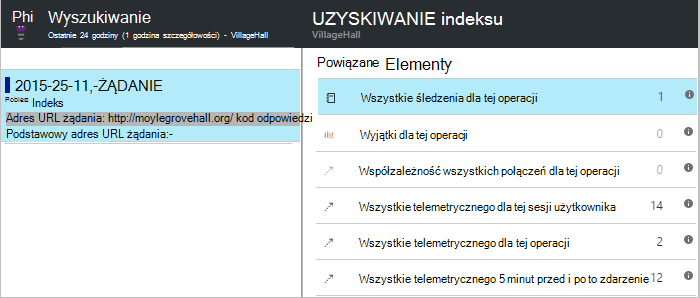 Phi
Wyszukiwanie
Ostatnie 24 godziny (1 godzina szczegółowości) - VillageHall
2015-25-11,-ŻĄDANIE
Pobież Indeks
Adres URL żądania: http://moylegrovehall.org/ kod odpowiedzi
Podstawowy adres URL żądania:-
UZYSKIWANIE indeksu
VillageHall
Powiązane Elementy
Wszystkie śledzenia dla tej operacji 1
Wyjątki dla tej operacji 0
Współzależność wszystkich połączeń dla tej operacji 0
Wszystkie telemetrycznego dla tej sesji użytkownika 14
Wszystkie telemetrycznego dla tej operacji 2
Wszystkie telemetrycznego 5 minut przed i po to zdarzenie 12